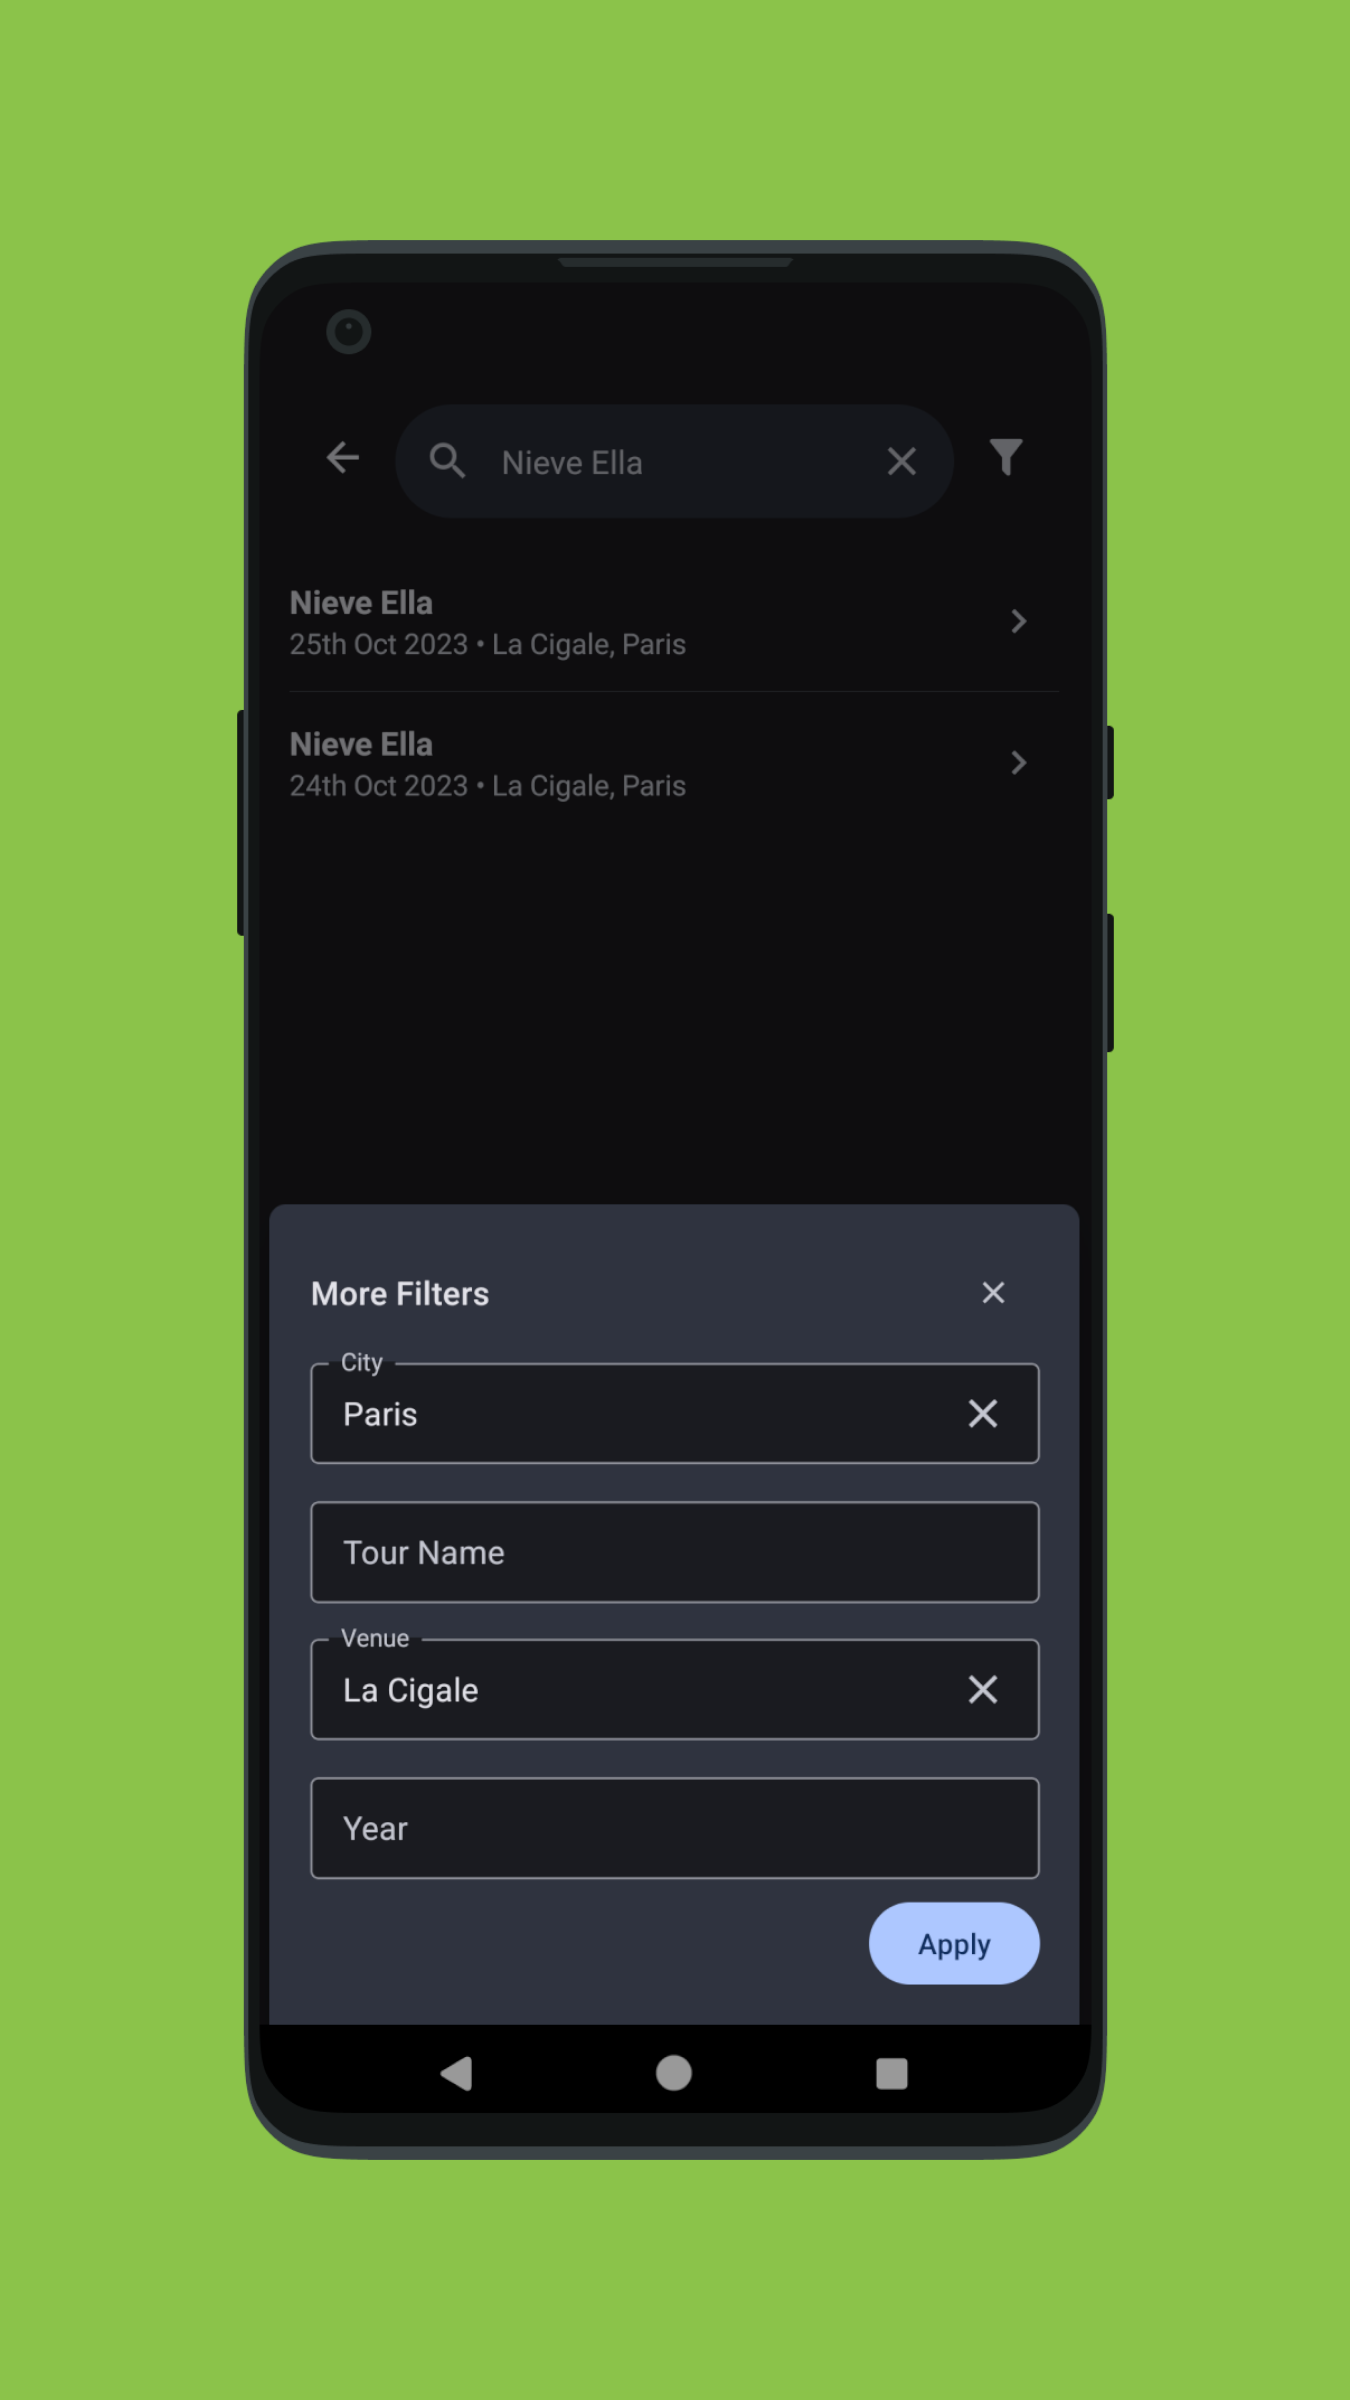 Nieve Ella
Nieve Ella
25th Oct 2023 • La Cigale, Paris
Nieve Ella
24th Oct 2023 • La Cigale, Paris
More Filters
City
Paris
Tour Name
Venue
La Cigale
Year
Apply